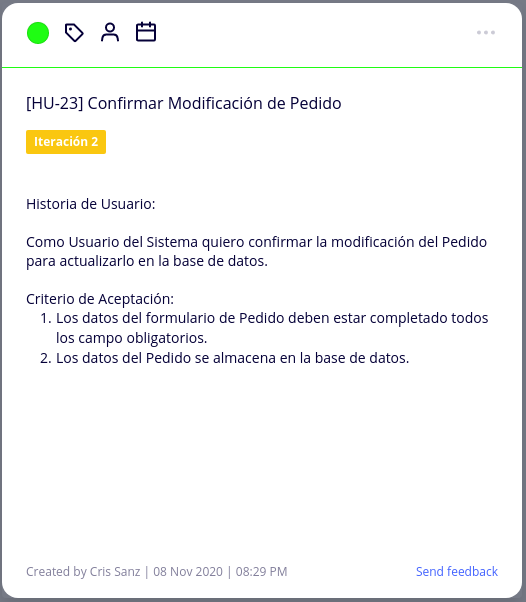 [HU-23] Confirmar Modificación de Pedido
Iteración 2
Historia de Usuario:
Como Usuario del Sistema quiero confirmar la modificación del Pedido
para actualizarlo en la base de datos.
Criterio de Aceptación:
1. Los datos del formulario de Pedido deben estar completado todos
los campo obligatorios.
2. Los datos del Pedido se almacena en la base de datos.
Created by Cris Sanz | 08 Nov 2020 | 08:29 PM
Send feedback